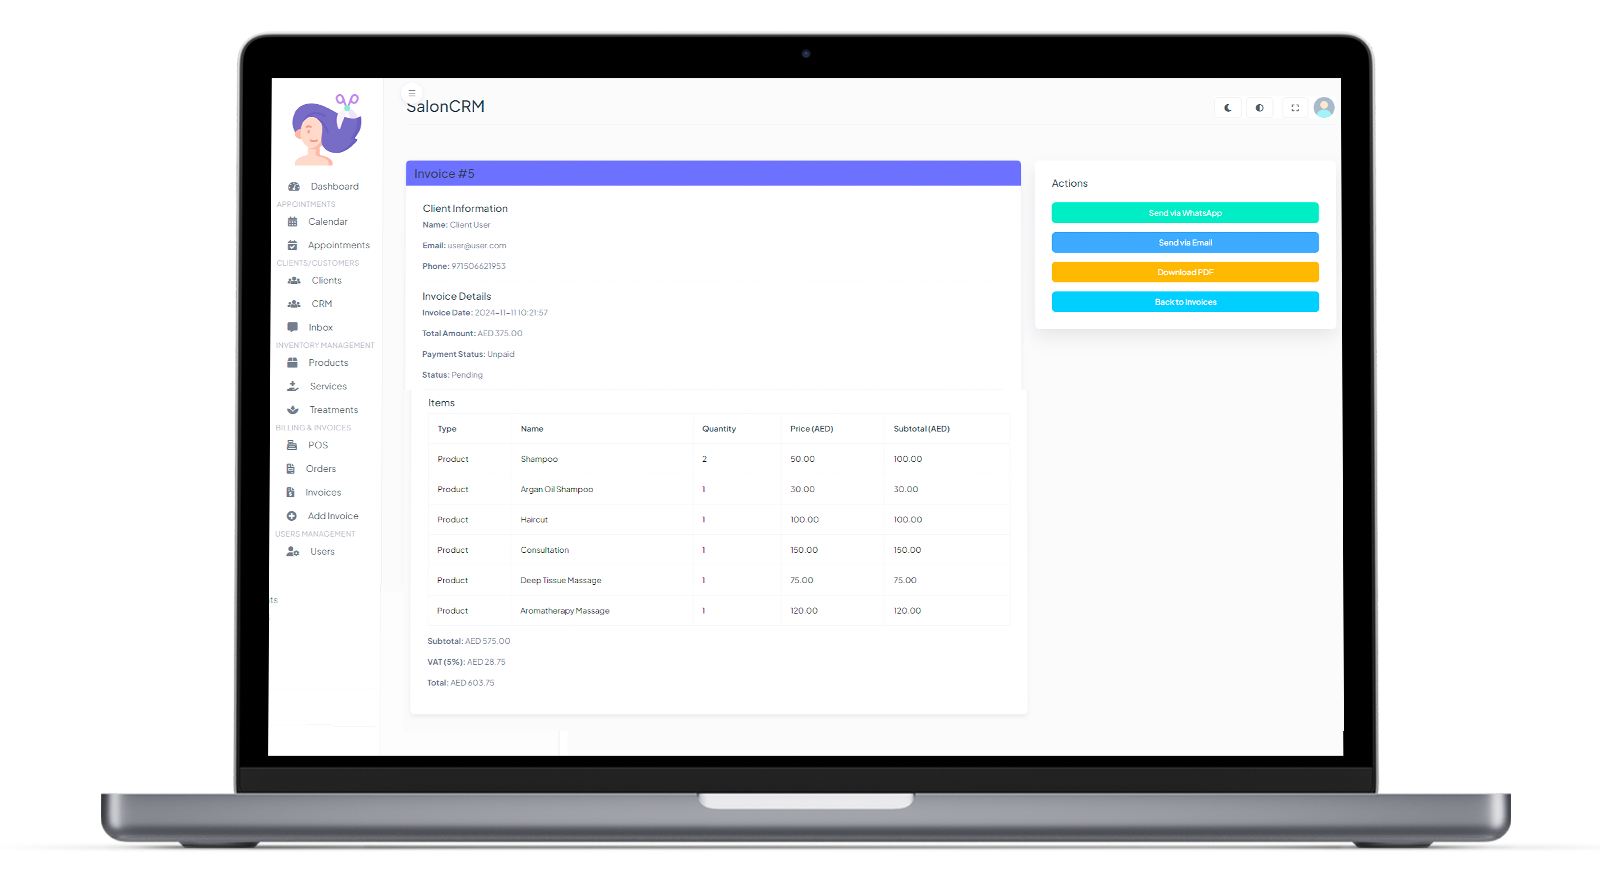 SalonCRM
Dashboard
APPOINTMENTS
Calendar
Appointments
CLIENTS/CUSTOMERS
Clients
CRM
Inbox
INVENTORY MANAGEMENT
Products
Services
Treatments
BILLING & INVOICES
POS
Orders
Invoices
Add Invoice
USERS MANAGEMENT
Users
ts
Invoice #5
Client Information
Name: Client User
Email: user@user.com
Phone: 971506621953
Invoice Details
Invoice Date: 2024-11-11 10:21:57
Total Amount: AED 375.00
Payment Status: Unpaid
Status: Pending
Items
Type Name Quantity Price (AED) Subtotal (AED)
Product Shampoo 2 50.00 100.00
Product Argan Oil Shampoo 1 30.00 30.00
Product Haircut 1 100.00 100.00
Product Consultation 1 150.00 150.00
Product Deep Tissue Massage 1 75.00 75.00
Product Aromatherapy Massage 1 120.00 120.00
Subtotal: AED 575.00
VAT (5%): AED 28.75
Total: AED 603.75
Actions
Send via WhatsApp
Send via Email
Download PDF
Back to Invoices